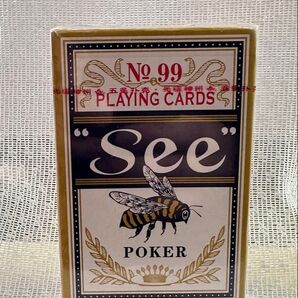 No 99
PLAYING CARDS
"See"
POKER